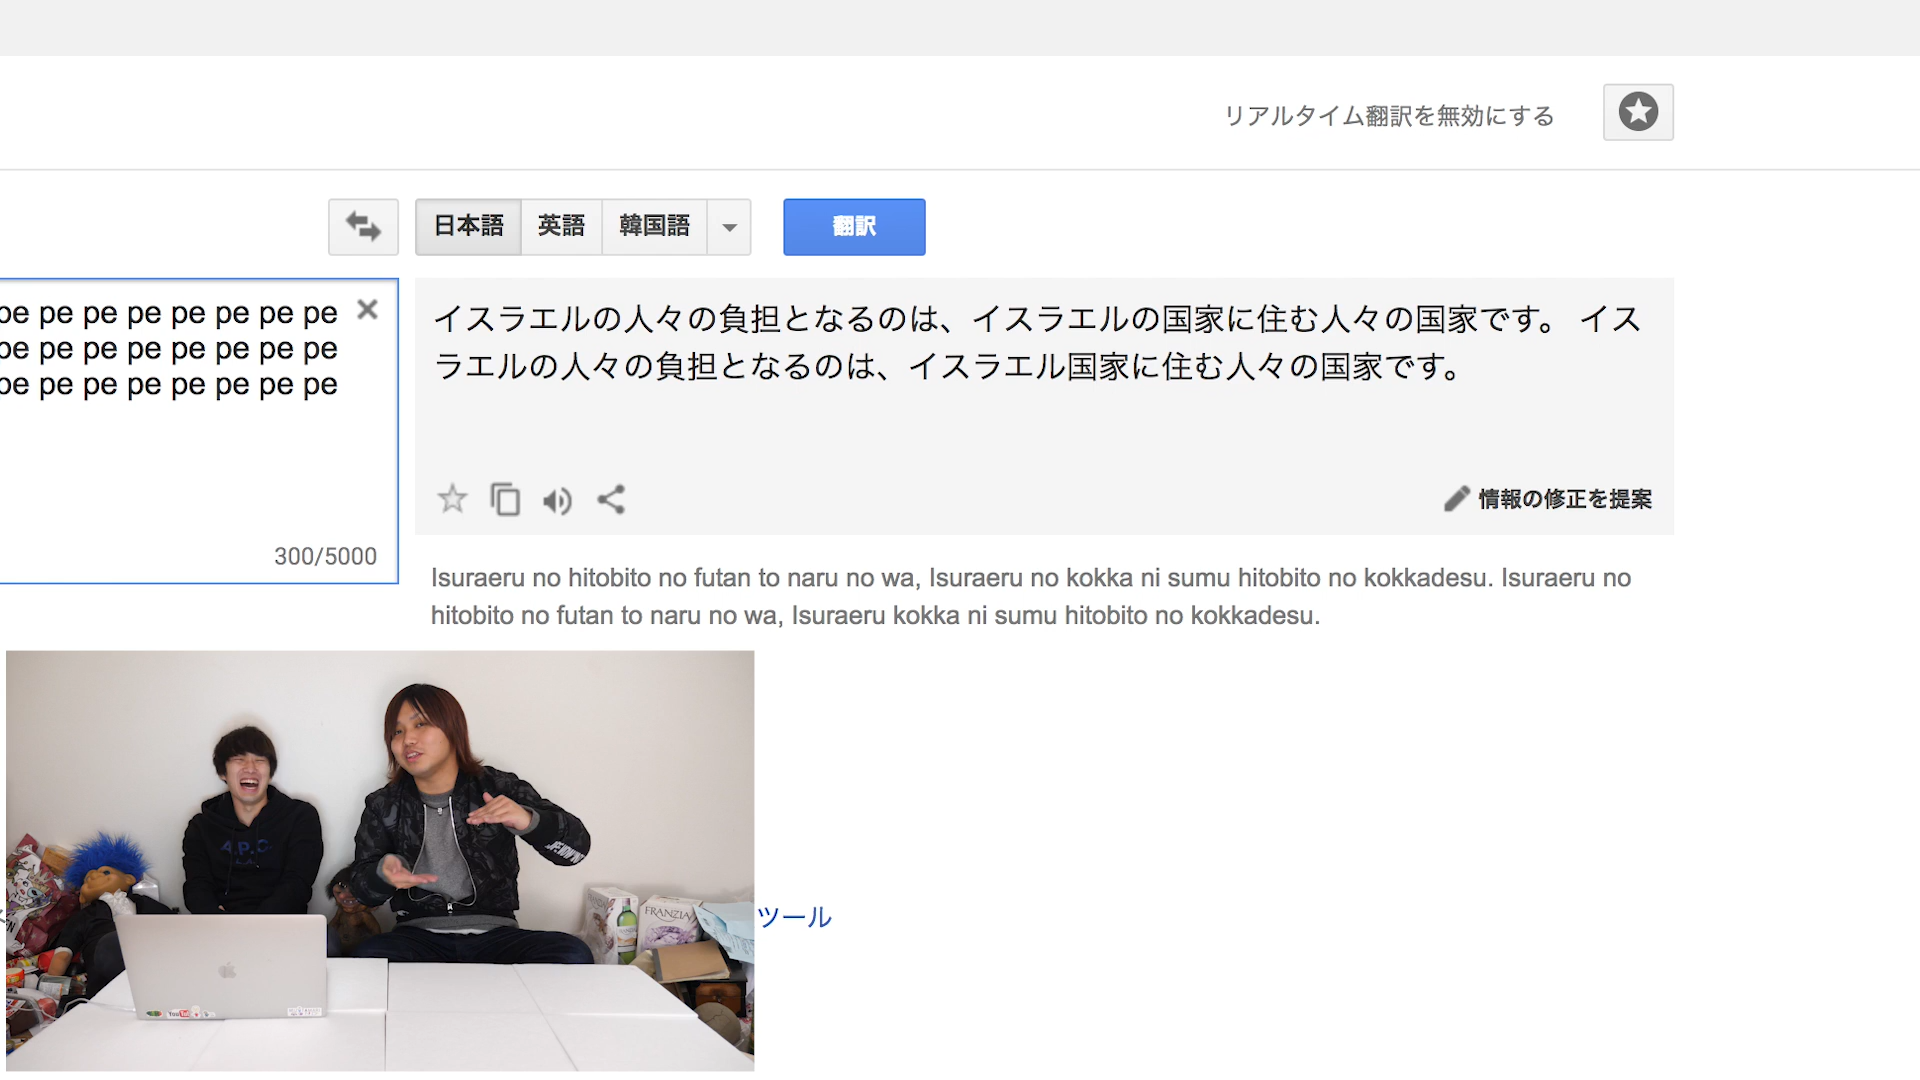 リアルタイム翻訳を無効にする
日本語 英語 韓国語
翻訳
pe pe pe pe pe pe pe pe
pe pe pe pe pe pe pe pe
pe pe pe pe pe pe pe pe
300/5000
イスラエルの人々の負担となるのは、イスラエルの国家に住む人々の国家です。 イス
ラエルの人々の負担となるのは、イスラエル国家に住む人々の国家です。
情報の修正を提案
Isuraeru no hitobito no futan to naru no wa, Isuraeru no kokka ni sumu hitobito no kokkadesu. Isuraeru no
hitobito no futan to naru no wa, Isuraeru kokka ni sumu hitobito no kokkadesu.
A.P.C.
FRANZIA
YouTube
ツール